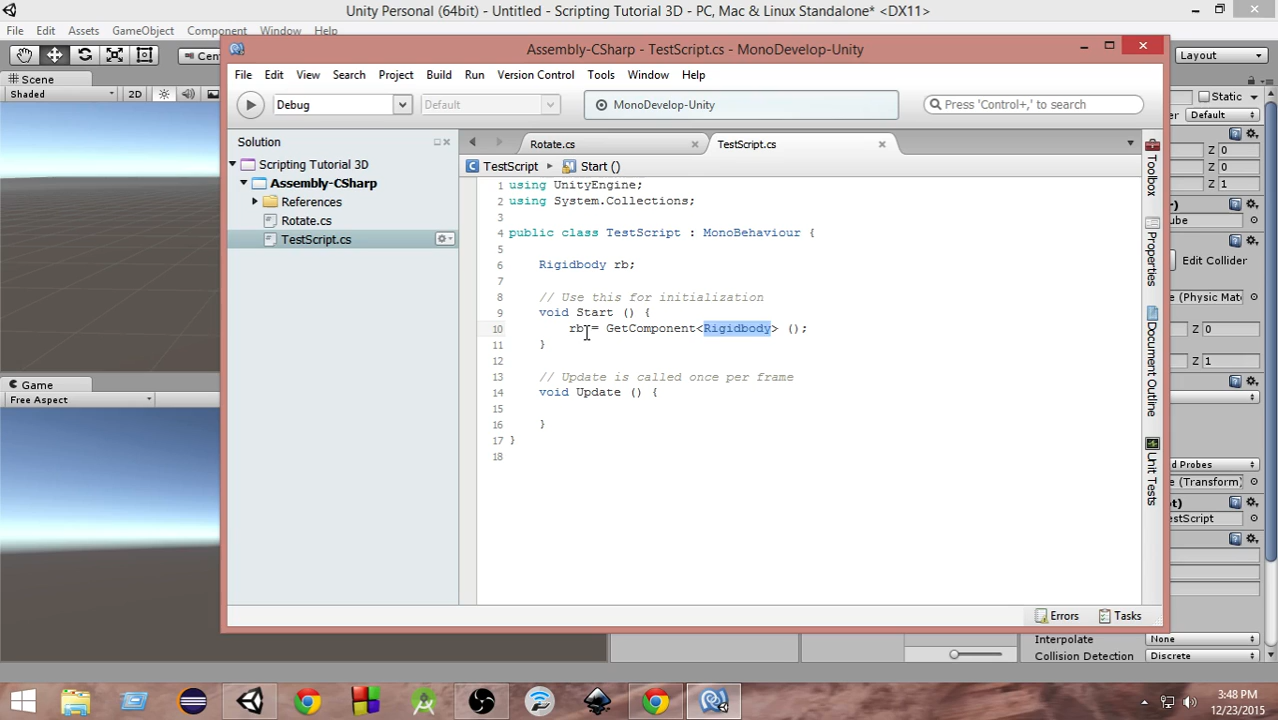 Unity Personal (64bit) - Untitled - Scripting Tutorial 3D - PC, Mac & Linux Standalone* <DX11>
File Edit Assets GameObject Component Window Help
Layout
Scene
Shaded 2D
Static
Default
Z 0
Z 0
Z 1
Edit Collider
(Physic Mat
Z 0
Z 1
Game
Free Aspect
d Probes
e (Transform)
estScript
Interpolate None
Collision Detection Discrete
Assembly-CSharp - TestScript.cs - MonoDevelop-Unity
File Edit View Search Project Build Run Version Control Tools Window Help
Debug Default MonoDevelop-Unity Press 'Control+,' to search
Solution
Scripting Tutorial 3D
Assembly-CSharp
References
Rotate.cs
TestScript.cs
Rotate.cs TestScript.cs
TestScript Start ()
1 using UnityEngine;
2 using System.Collections;
3
4 public class TestScript : MonoBehaviour {
5
6 Rigidbody rb;
7
8 // Use this for initialization
9 void Start () {
10 rb = GetComponent<Rigidbody> ();
11 }
12
13 // Update is called once per frame
14 void Update () {
15
16 }
17 }
18
Toolbox
Properties
Document Outline
Unit Tests
Errors Tasks
3:48 PM
12/23/2015